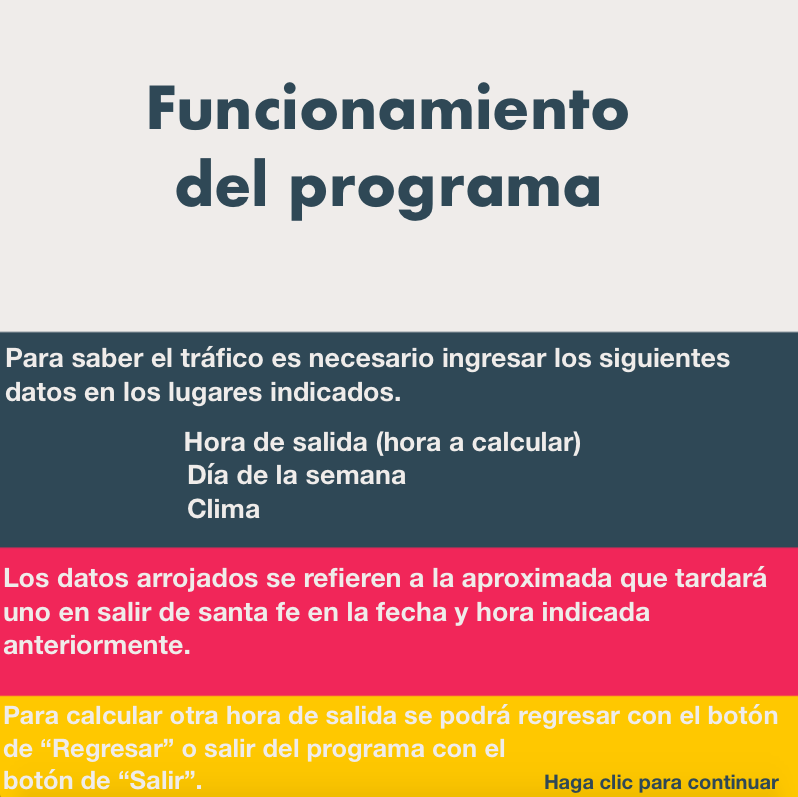 Funcionamiento
del programa
Para saber el tráfico es necesario ingresar los siguientes
datos en los lugares indicados.
Hora de salida (hora a calcular)
Día de la semana
Clima
Los datos arrojados se refieren a la aproximada que tardará
uno en salir de santa fe en la fecha y hora indicada
anteriormente.
Para calcular otra hora de salida se podrá regresar con el botón
de “Regresar” o salir del programa con el
botón de “Salir”.
Haga clic para continuar